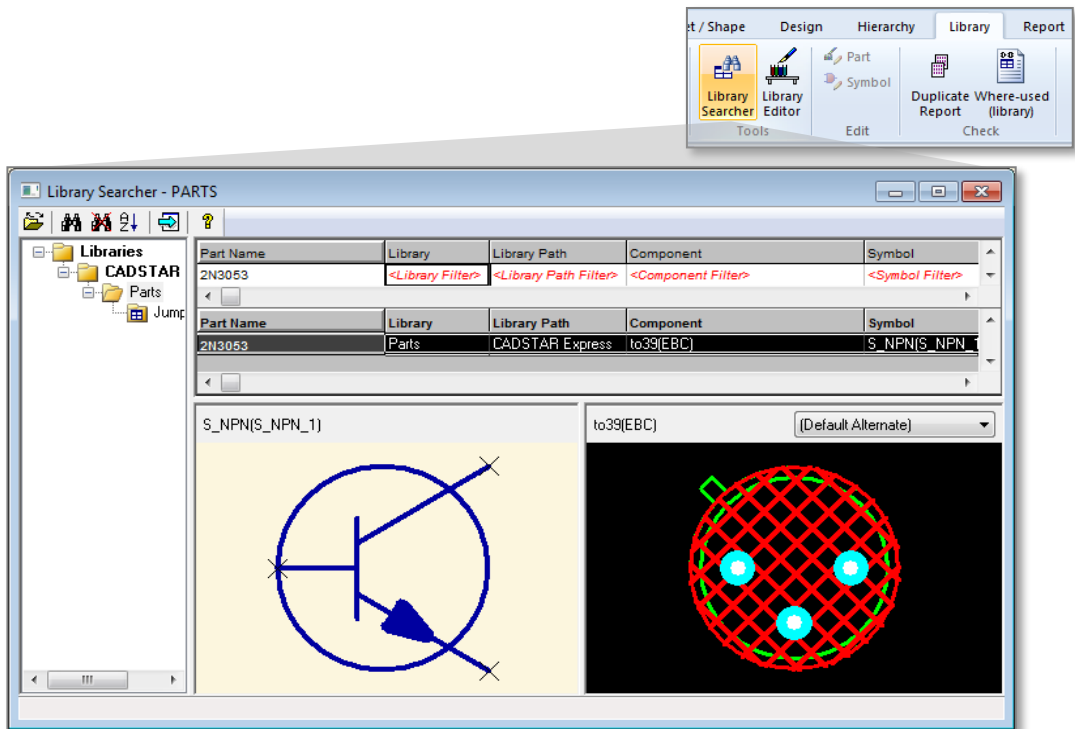 et / Shape Design Hierarchy Library Report
Part
Symbol
Library Searcher
Library Editor
Duplicate Report
Where-used (library)
Tools Edit Check
Library Searcher - PARTS
Libraries
CADSTAR
Parts
Jump
Part Name Library Library Path Component Symbol
2N3053 <Library Filter> <Library Path Filter> <Component Filter> <Symbol Filter>
Part Name Library Library Path Component Symbol
2N3053 Parts CADSTAR Express to39(EBC) S_NPN(S_NPN_1
S_NPN(S_NPN_1) to39(EBC) (Default Alternate)